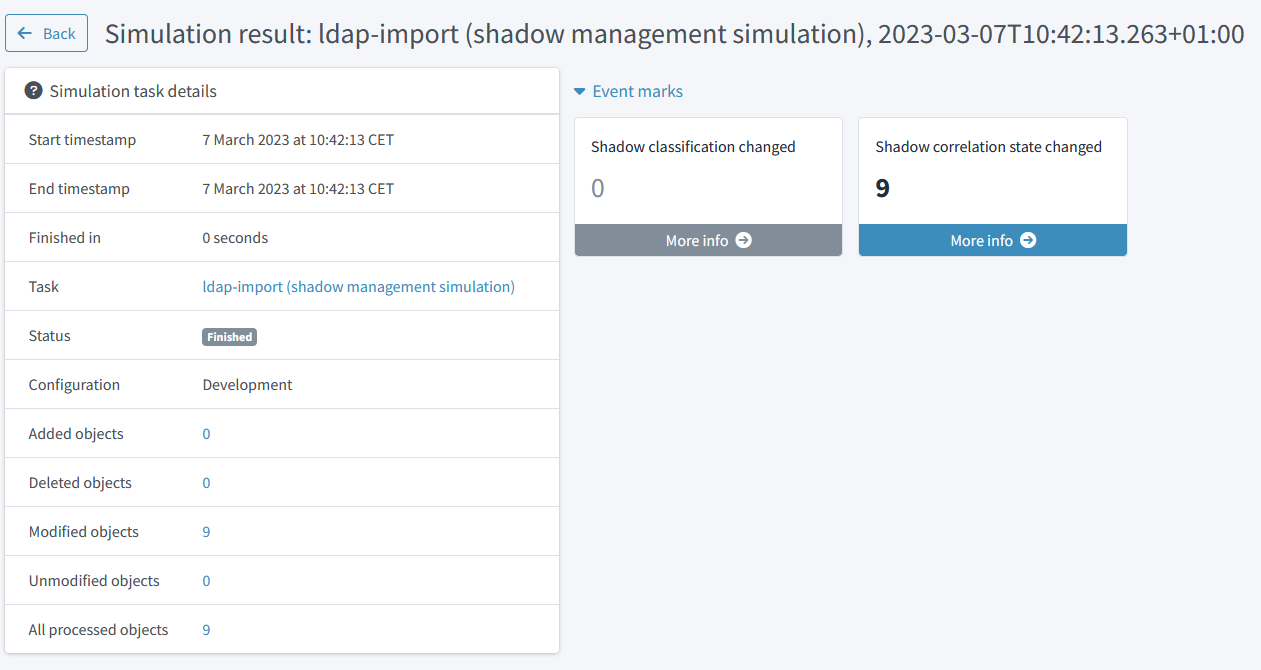 Back
Simulation result: ldap-import (shadow management simulation), 2023-03-07T10:42:13.263+01:00
Simulation task details
Start timestamp 7 March 2023 at 10:42:13 CET
End timestamp 7 March 2023 at 10:42:13 CET
Finished in 0 seconds
Task ldap-import (shadow management simulation)
Status Finished
Configuration Development
Added objects 0
Deleted objects 0
Modified objects 9
Unmodified objects 0
All processed objects 9
Event marks
Shadow classification changed
0
More info
Shadow correlation state changed
9
More info